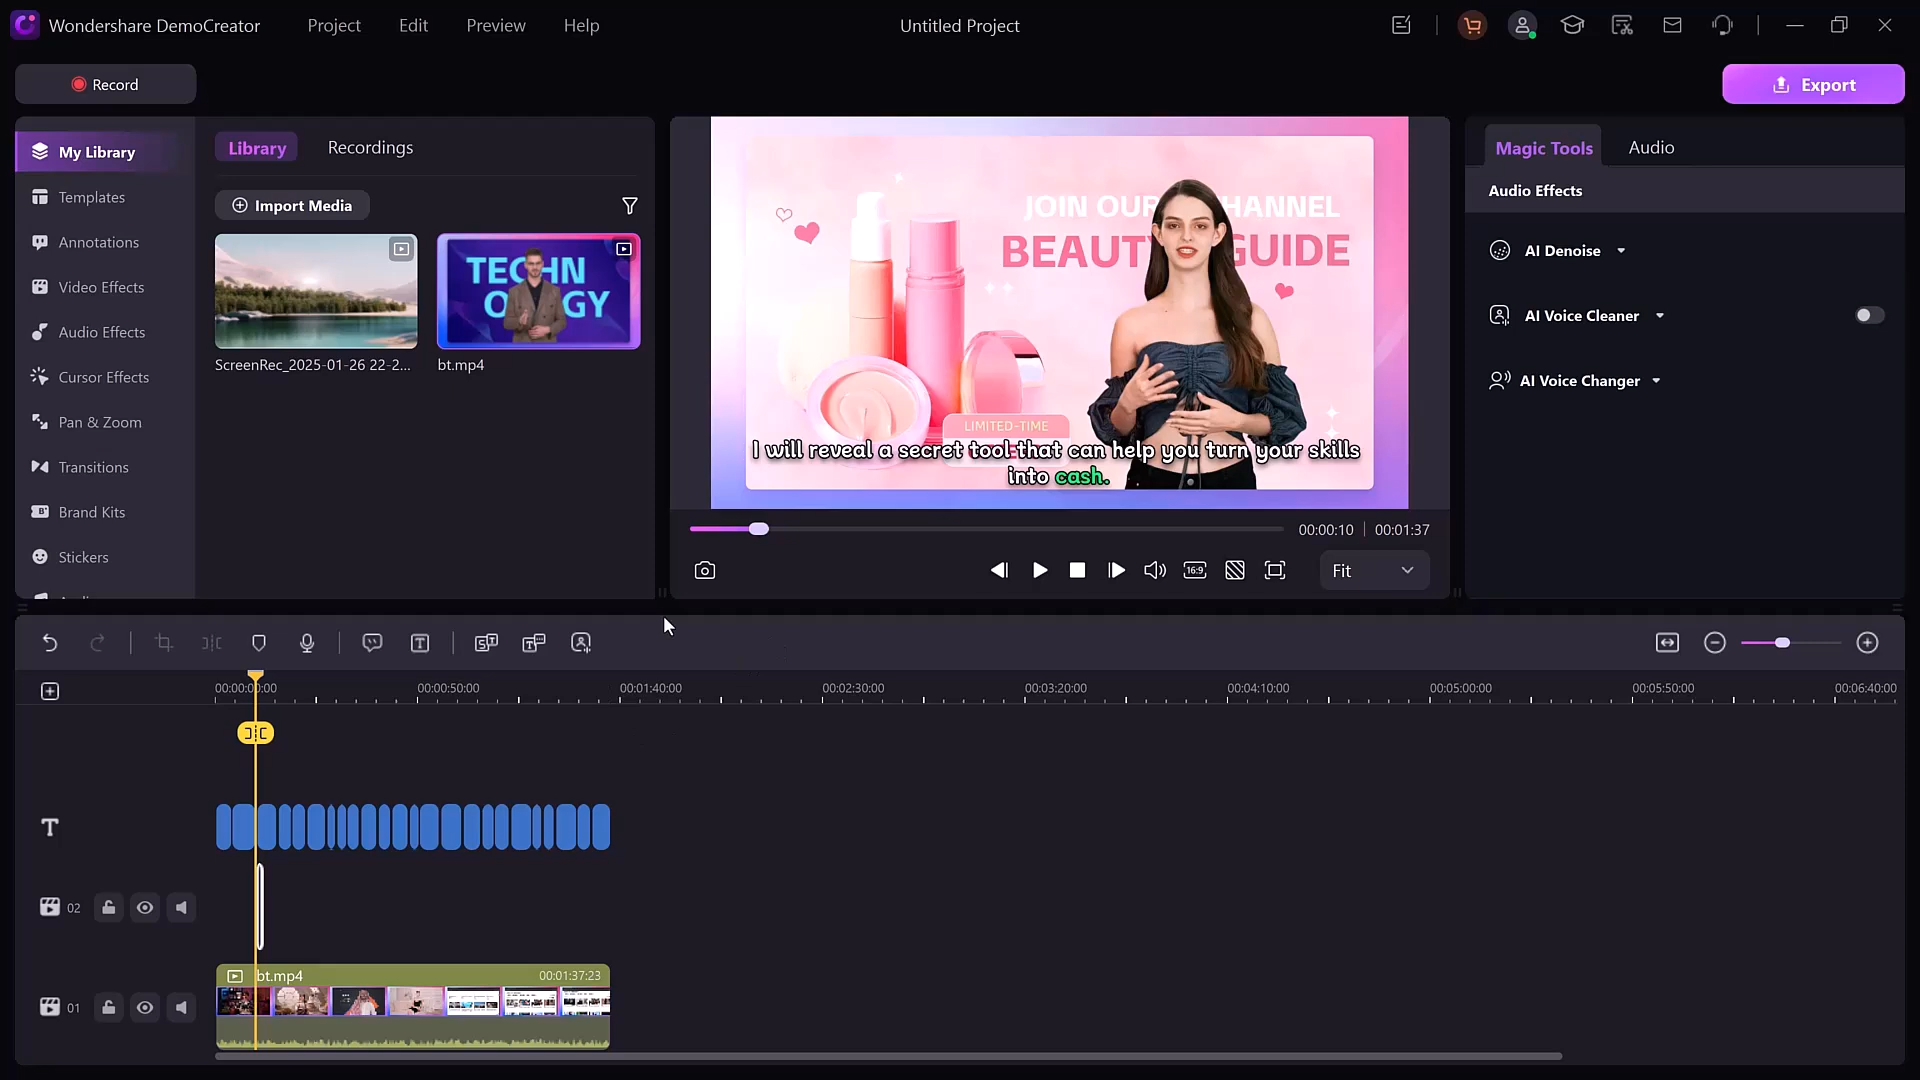 Wondershare DemoCreator
Project
Edit
Preview
Help
Untitled Project
Record
Export
My Library
Templates
Annotations
Video Effects
Audio Effects
Cursor Effects
Pan & Zoom
Transitions
Brand Kits
Stickers
Library
Recordings
Import Media
TECHN
OLOGY
ScreenRec_2025-01-26 22-2...
bt.mp4
JOIN OUR CHANNEL
BEAUTY GUIDE
LIMITED-TIME
I will reveal a secret tool that can help you turn your skills
into cash.
00:00:10 | 00:01:37
16:9
Fit
Magic Tools
Audio
Audio Effects
AI Denoise
AI Voice Cleaner
AI Voice Changer
00:00:00:00
00:00:50:00
00:01:40:00
00:02:30:00
00:03:20:00
00:04:10:00
00:05:00:00
00:05:50:00
00:06:40:00
T
02
bt.mp4
00:01:37:23
01